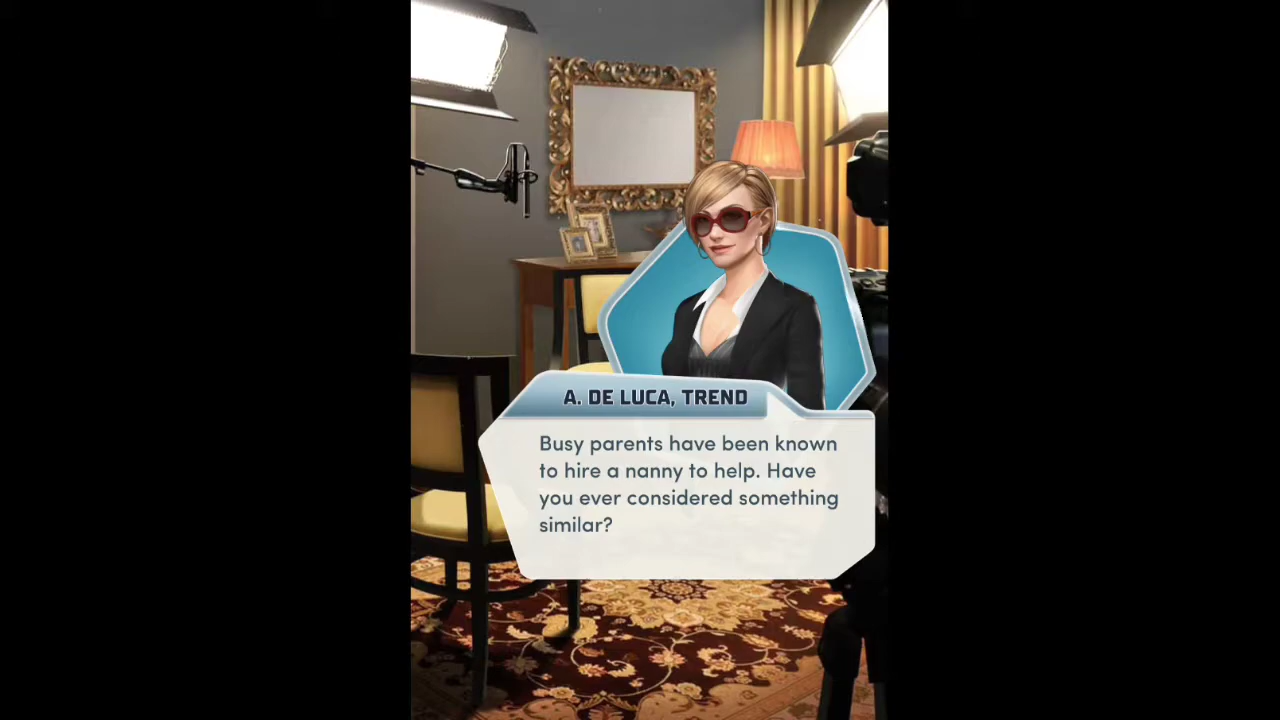 A. DE LUCA, TREND
Busy parents have been known
to hire a nanny to help. Have
you ever considered something
similar?